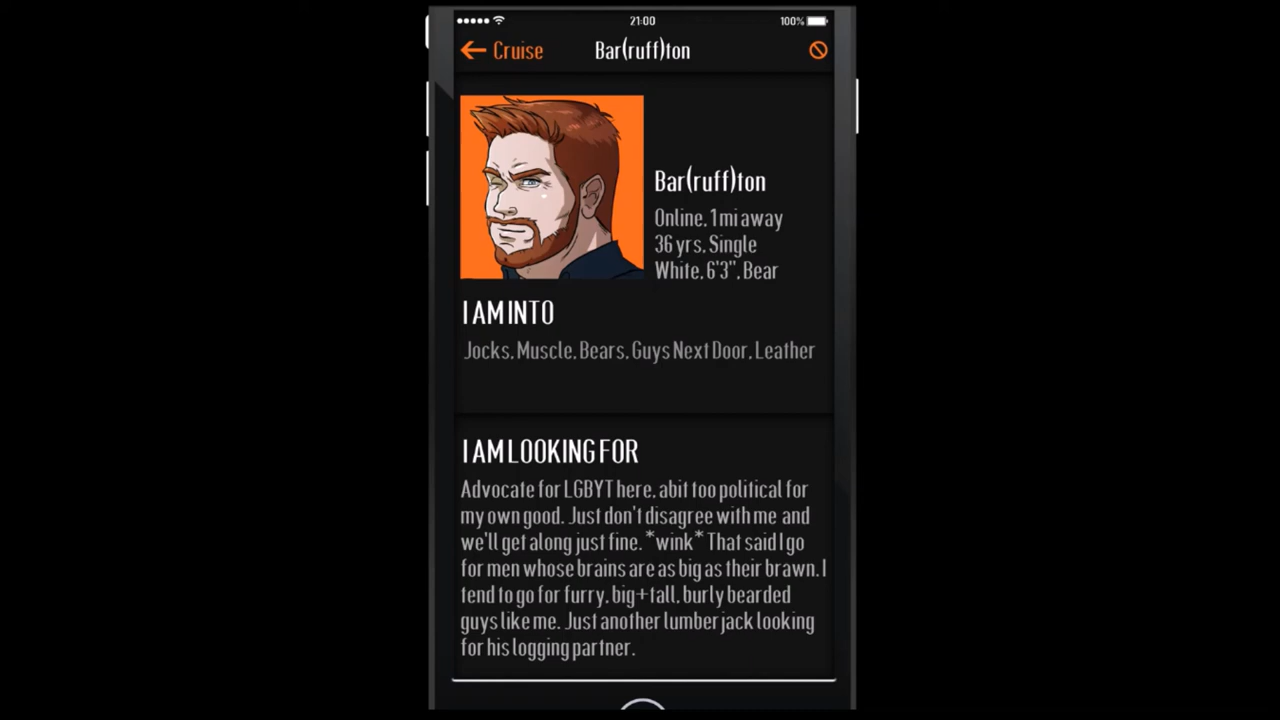 21:00
100%
Cruise
Bar(ruff)ton
Bar(ruff)ton
Online, 1 mi away
36 yrs, Single
White, 6'3", Bear
I AM INTO
Jocks, Muscle, Bears, Guys Next Door, Leather
I AM LOOKING FOR
Advocate for LGBYT here, abit too political for
my own good. Just don't disagree with me and
we'll get along just fine. *wink* That said I go
for men whose brains are as big as their brawn. I
tend to go for furry, big+tall, burly bearded
guys like me. Just another lumber jack looking
for his logging partner.